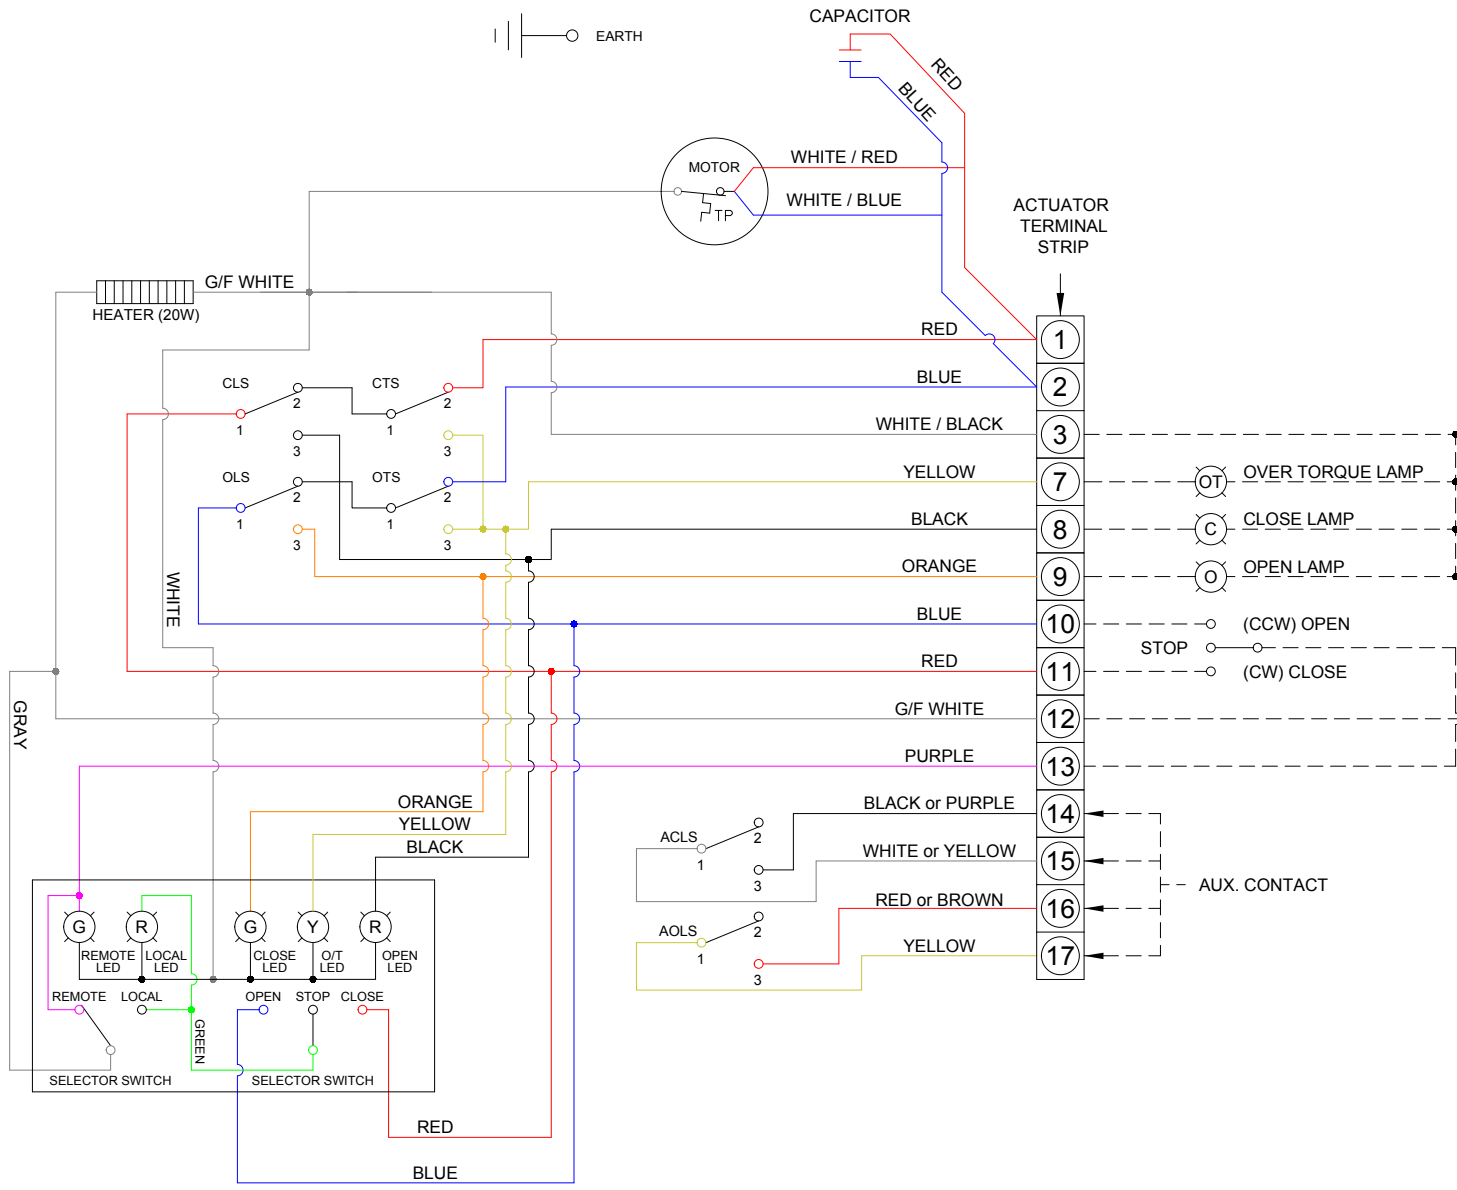 CAPACITOR
EARTH
RED
BLUE
MOTOR
WHITE / RED
WHITE / BLUE
TP
ACTUATOR
TERMINAL
STRIP
G/F WHITE
HEATER (20W)
RED
1
CLS
2
1
3
CTS
2
1
3
BLUE
2
WHITE / BLACK
3
OLS
2
1
3
OTS
2
1
3
YELLOW
7
OT
OVER TORQUE LAMP
BLACK
8
C
CLOSE LAMP
ORANGE
9
O
OPEN LAMP
WHITE
BLUE
10
(CCW) OPEN
STOP
RED
11
(CW) CLOSE
GRAY
G/F WHITE
12
PURPLE
13
ORANGE
YELLOW
BLACK
BLACK or PURPLE
14
ACLS
2
1
3
WHITE or YELLOW
15
AUX. CONTACT
RED or BROWN
16
AOLS
2
1
3
YELLOW
17
G
R
G
Y
R
REMOTE
LED
LOCAL
LED
CLOSE
LED
O/T
LED
OPEN
LED
REMOTE
LOCAL
OPEN
STOP
CLOSE
GREEN
SELECTOR SWITCH
SELECTOR SWITCH
RED
BLUE